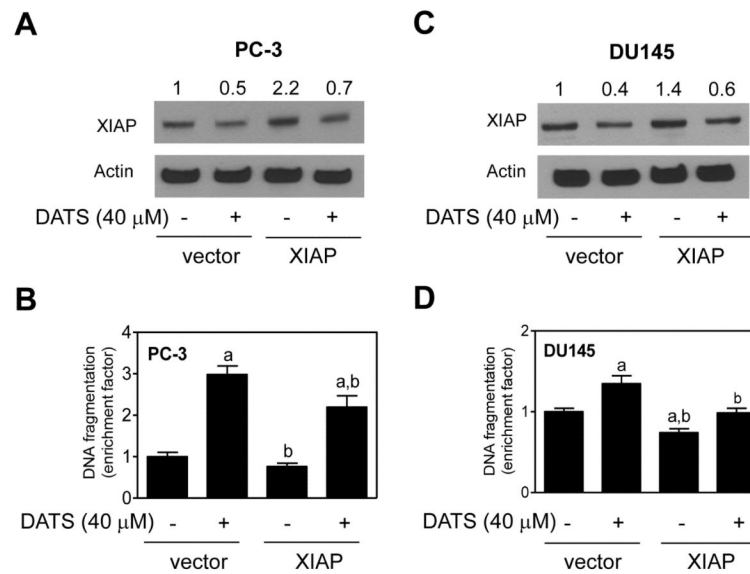 A
PC-3
1 0.5 2.2 0.7
XIAP
Actin
DATS (40 μM) - + - +
vector XIAP
C
DU145
1 0.4 1.4 0.6
XIAP
Actin
DATS (40 μM) - + - +
vector XIAP
B
PC-3
DNA fragmentation
(enrichment factor)
4
3
2
1
0
a
b
a,b
DATS (40 μM) - + - +
vector XIAP
D
DU145
DNA fragmentation
(enrichment factor)
2
1
0
a
a,b
b
DATS (40 μM) - + - +
vector XIAP